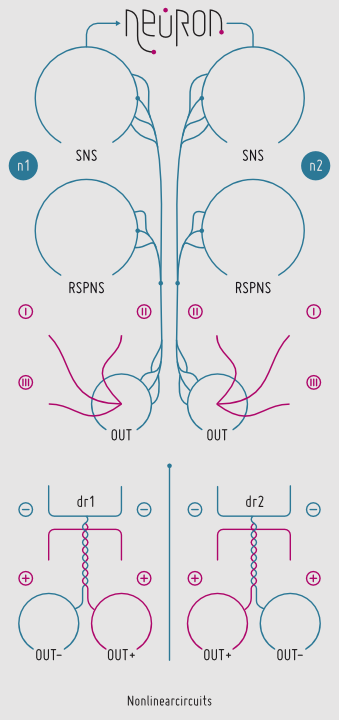 neuron
SNS SNS
n1 n2
RSPNS RSPNS
I II II I
III III
OUT OUT
dr1 dr2
− − − −
+ + + +
OUT− OUT+ OUT+ OUT−
Nonlinearcircuits